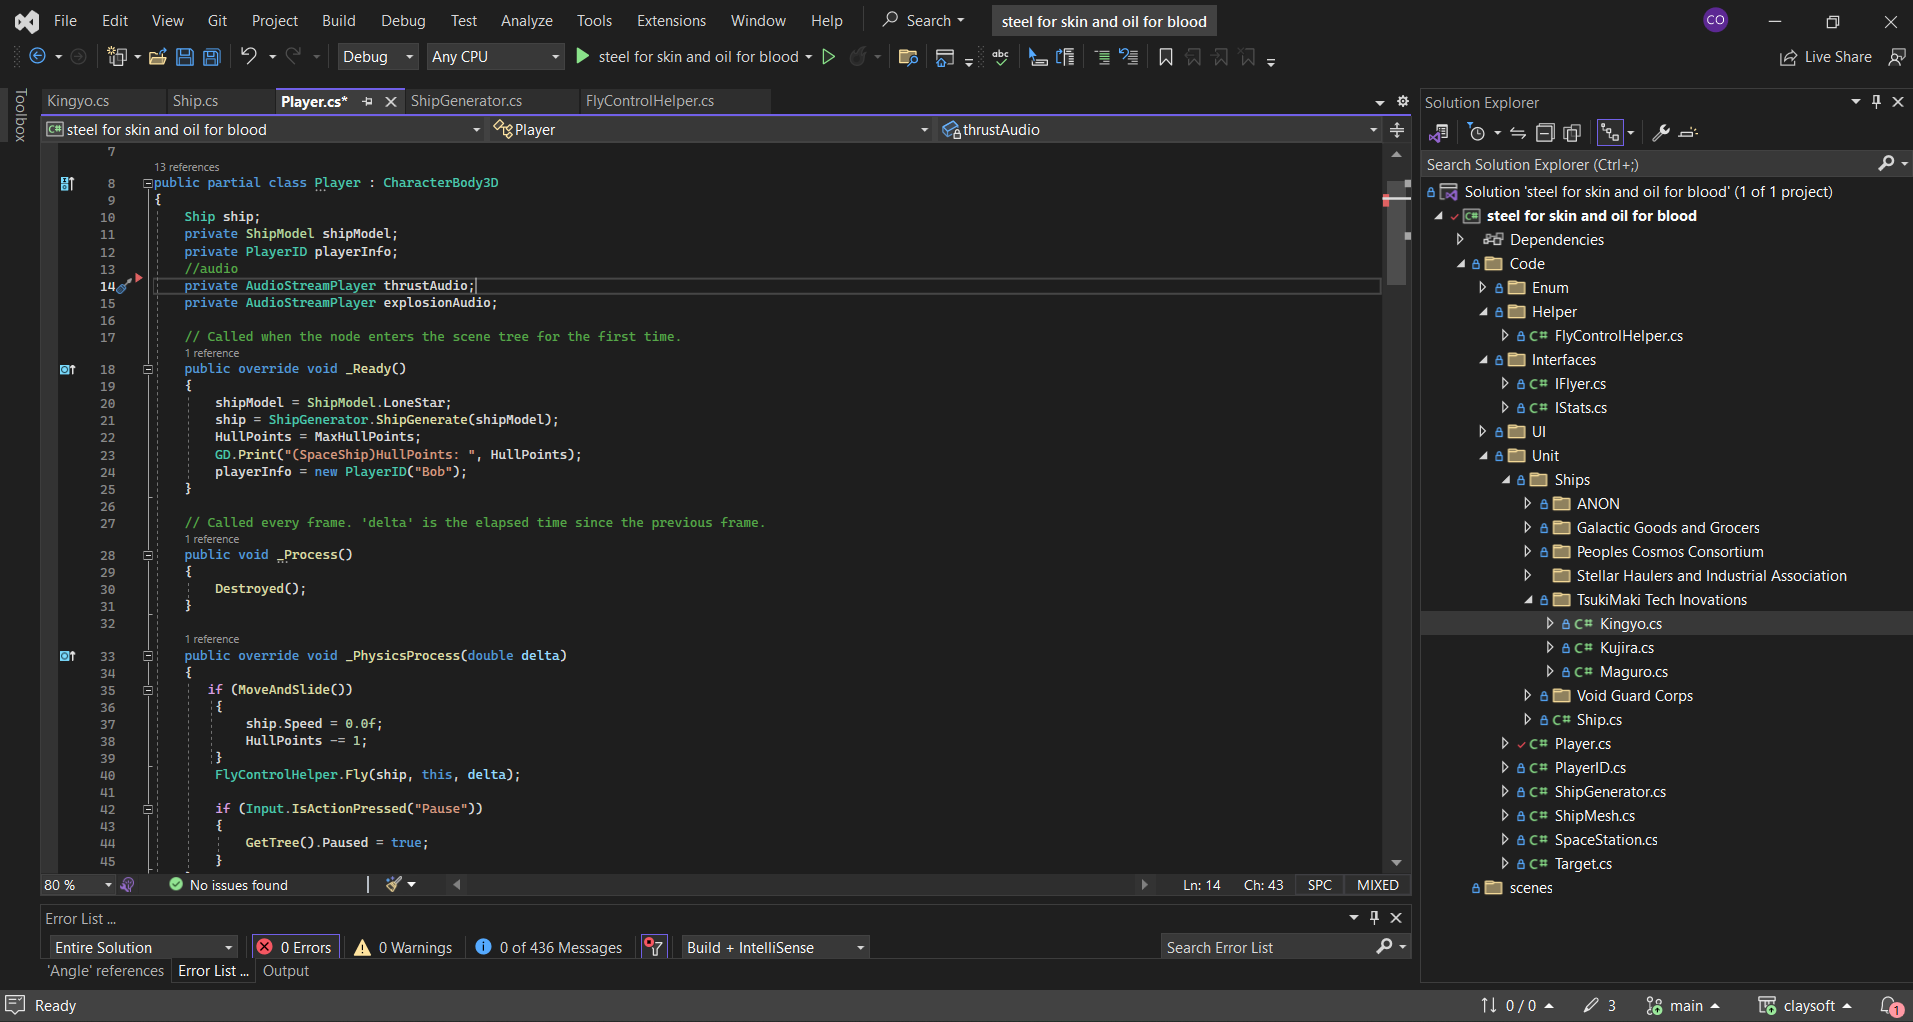 File Edit View Git Project Build Debug Test Analyze Tools Extensions Window Help Search steel for skin and oil for blood CO
Debug Any CPU steel for skin and oil for blood abc Live Share
Toolbox
Kingyo.cs Ship.cs Player.cs* ShipGenerator.cs FlyControlHelper.cs
C# steel for skin and oil for blood Player thrustAudio
7
13 references
8 public partial class Player : CharacterBody3D
9 {
10 Ship ship;
11 private ShipModel shipModel;
12 private PlayerID playerInfo;
13 //audio
14 private AudioStreamPlayer thrustAudio;
15 private AudioStreamPlayer explosionAudio;
16
17 // Called when the node enters the scene tree for the first time.
1 reference
18 public override void _Ready()
19 {
20 shipModel = ShipModel.LoneStar;
21 ship = ShipGenerator.ShipGenerate(shipModel);
22 HullPoints = MaxHullPoints;
23 GD.Print("(SpaceShip)HullPoints: ", HullPoints);
24 playerInfo = new PlayerID("Bob");
25 }
26
27 // Called every frame. 'delta' is the elapsed time since the previous frame.
1 reference
28 public void _Process()
29 {
30 Destroyed();
31 }
32
1 reference
33 public override void _PhysicsProcess(double delta)
34 {
35 if (MoveAndSlide())
36 {
37 ship.Speed = 0.0f;
38 HullPoints -= 1;
39 }
40 FlyControlHelper.Fly(ship, this, delta);
41
42 if (Input.IsActionPressed("Pause"))
43 {
44 GetTree().Paused = true;
45 }
80 % No issues found Ln: 14 Ch: 43 SPC MIXED
Error List ...
Entire Solution 0 Errors 0 Warnings 0 of 436 Messages Build + IntelliSense Search Error List
'Angle' references Error List ... Output
Solution Explorer
Search Solution Explorer (Ctrl+;)
Solution 'steel for skin and oil for blood' (1 of 1 project)
C# steel for skin and oil for blood
Dependencies
Code
Enum
Helper
C# FlyControlHelper.cs
Interfaces
C# IFlyer.cs
C# IStats.cs
UI
Unit
Ships
ANON
Galactic Goods and Grocers
Peoples Cosmos Consortium
Stellar Haulers and Industrial Association
TsukiMaki Tech Inovations
C# Kingyo.cs
C# Kujira.cs
C# Maguro.cs
Void Guard Corps
C# Ship.cs
C# Player.cs
C# PlayerID.cs
C# ShipGenerator.cs
C# ShipMesh.cs
C# SpaceStation.cs
C# Target.cs
scenes
Ready 0 / 0 3 main claysoft 1